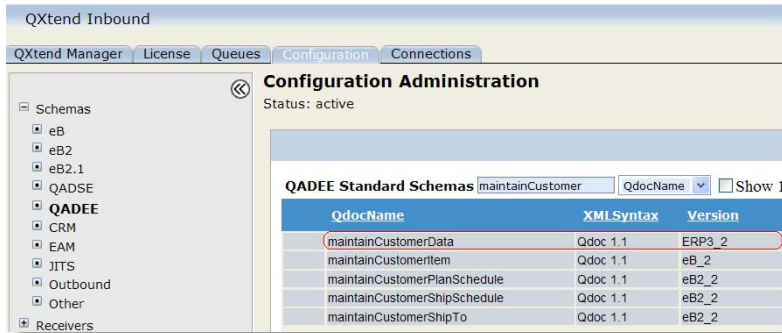 QXtend Inbound
QXtend Manager License Queues Configuration Connections
Schemas
eB
eB2
eB2.1
QADSE
QADEE
CRM
EAM
JITS
Outbound
Other
Receivers
Configuration Administration
Status: active
QADEE Standard Schemas maintainCustomer QdocName Show
QdocName XMLSyntax Version
maintainCustomerData Qdoc 1.1 ERP3_2
maintainCustomerItem Qdoc 1.1 eB_2
maintainCustomerPlanSchedule Qdoc 1.1 eB2_2
maintainCustomerShipSchedule Qdoc 1.1 eB2_2
maintainCustomerShipTo Qdoc 1.1 eB2_2